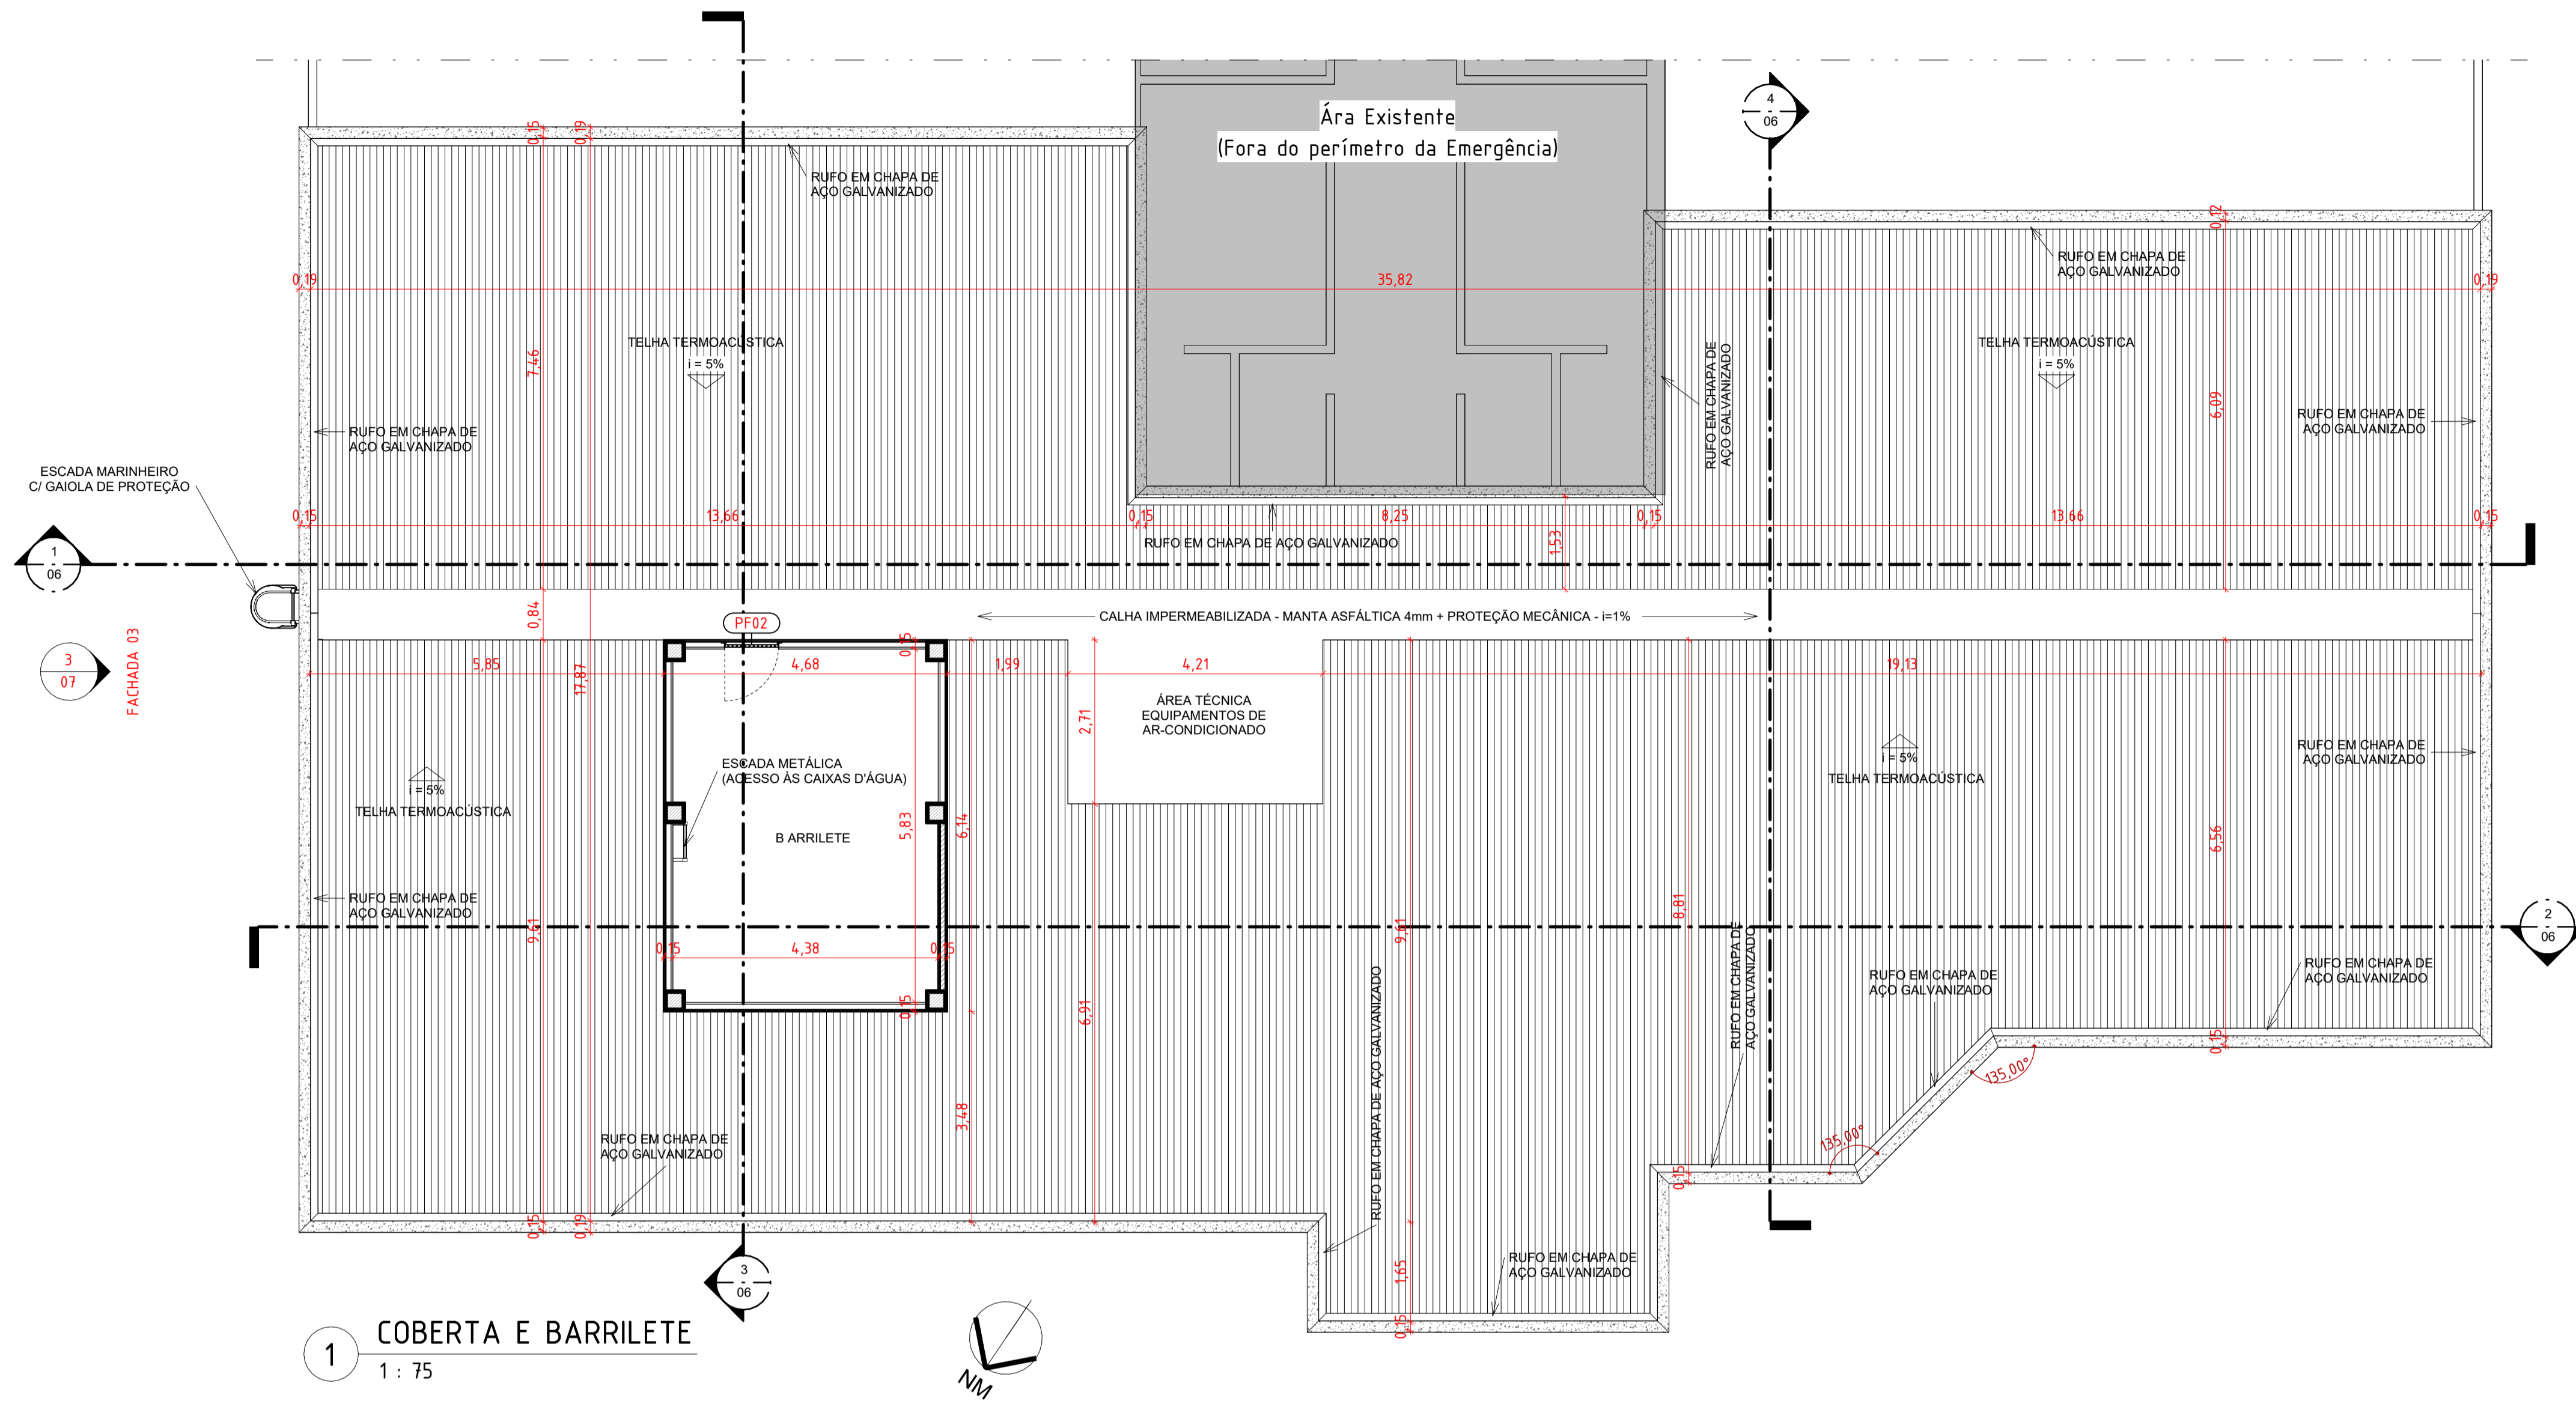 4
06
Ára Existente
(Fora do perímetro da Emergência)
0,15
0,19
RUFO EM CHAPA DE
AÇO GALVANIZADO
0,12
RUFO EM CHAPA DE
AÇO GALVANIZADO
0,19
35,82
0,19
TELHA TERMOACÚSTICA
i = 5%
7,46
RUFO EM CHAPA DE
AÇO GALVANIZADO
TELHA TERMOACÚSTICA
i = 5%
6,09
RUFO EM CHAPA DE
AÇO GALVANIZADO
RUFO EM CHAPA DE
AÇO GALVANIZADO
ESCADA MARINHEIRO
C/ GAIOLA DE PROTEÇÃO
0,15
13,66
0,15
8,25
0,15
13,66
0,15
RUFO EM CHAPA DE AÇO GALVANIZADO
1,53
1
06
0,84
PF02
CALHA IMPERMEABILIZADA - MANTA ASFÁLTICA 4mm + PROTEÇÃO MECÂNICA - i=1%
3
07
FACHADA 03
0,15
5,85
17,87
4,68
1,99
4,21
19,13
2,71
ÁREA TÉCNICA
EQUIPAMENTOS DE
AR-CONDICIONADO
ESCADA METÁLICA
(ACESSO ÀS CAIXAS D'ÁGUA)
i = 5%
TELHA TERMOACÚSTICA
B ARRILETE
5,83
6,14
i = 5%
TELHA TERMOACÚSTICA
RUFO EM CHAPA DE
AÇO GALVANIZADO
6,56
RUFO EM CHAPA DE
AÇO GALVANIZADO
9,61
9,61
8,81
2
06
0,15
4,38
0,15
0,15
6,91
RUFO EM CHAPA DE AÇO GALVANIZADO
RUFO EM CHAPA DE
AÇO GALVANIZADO
RUFO EM CHAPA DE
AÇO GALVANIZADO
RUFO EM CHAPA DE
AÇO GALVANIZADO
0,15
135,00°
135,00°
3,48
RUFO EM CHAPA DE
AÇO GALVANIZADO
0,15
0,15
0,19
1,65
RUFO EM CHAPA DE
AÇO GALVANIZADO
0,15
3
06
1
COBERTA E BARRILETE
1 : 75
NM